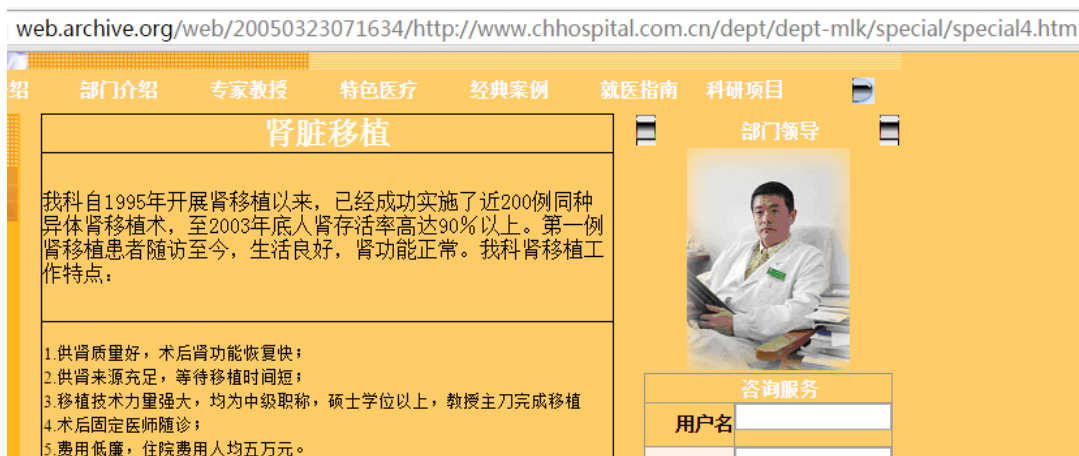 web.archive.org/web/20050323071634/http://www.chhospital.com.cn/dept/dept-mlk/special/special4.htm
绍 部门介绍 专家教授 特色医疗 经典案例 就医指南 科研项目
肾脏移植
我科自1995年开展肾移植以来，已经成功实施了近200例同种
异体肾移植术，至2003年底人肾存活率高达90％以上。第一例
肾移植患者随访至今，生活良好，肾功能正常。我科肾移植工
作特点：
1.供肾质量好，术后肾功能恢复快；
2.供肾来源充足，等待移植时间短；
3.移植技术力量强大，均为中级职称，硕士学位以上，教授主刀完成移植
4.术后固定医师随诊；
5.费用低廉，住院费用人均五万元。
部门领导
咨询服务
用户名